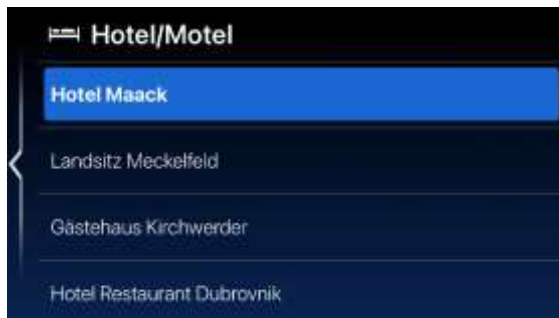 Hotel/Motel
Hotel Maack
Landsitz Meckelfeld
Gästehaus Kirchwerder
Hotel Restaurant Dubrovnik